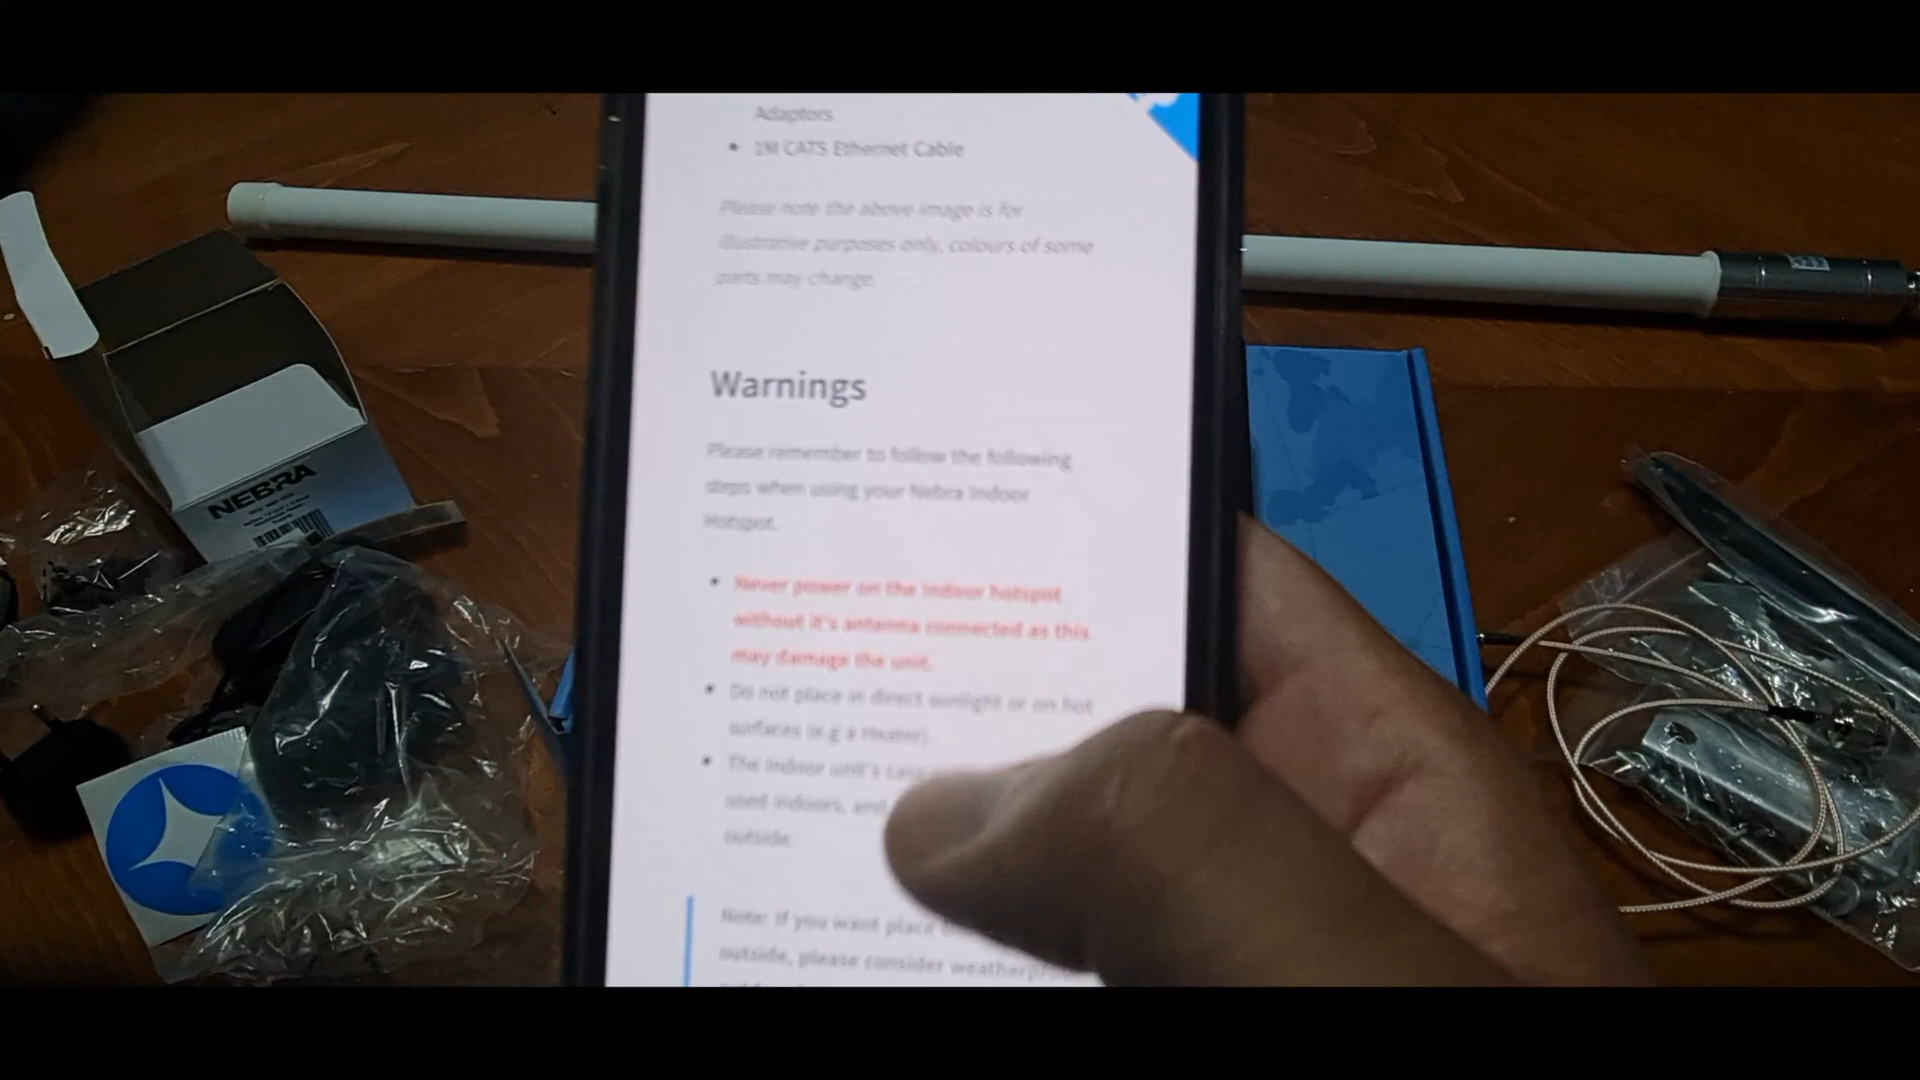 Adaptors
• 1M CAT5 Ethernet Cable
Please note the above image is for
illustrative purposes only, colours of some
parts may change.
Warnings
Please remember to follow the following
steps when using your Nebra Indoor
Hotspot.
• Never power on the indoor hotspot
without it's antenna connected as this
may damage the unit.
• Do not place in direct sunlight or on hot
surfaces (e.g a Heater).
• The indoor unit's case
used indoors, and
outside.
Note: If you want place
outside, please consider
NEBRA